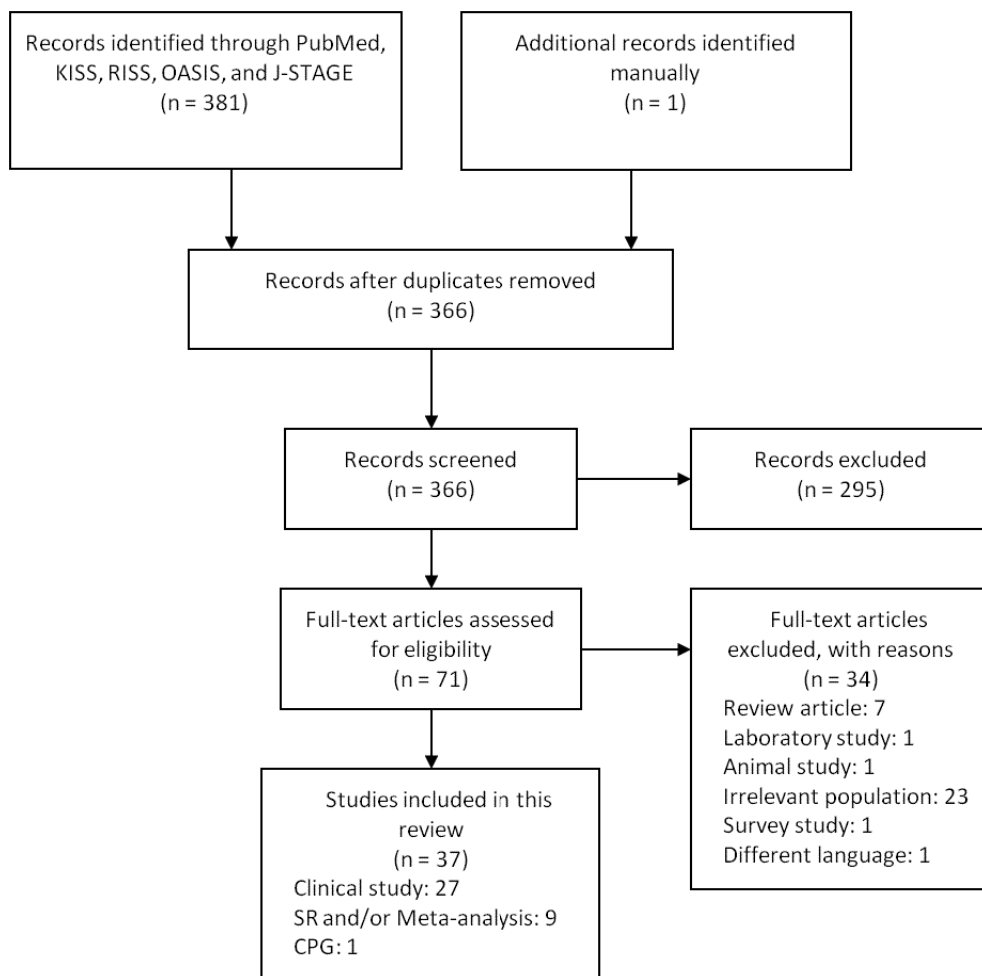 Records identified through PubMed,
KISS, RISS, OASIS, and J-STAGE
(n = 381)
Additional records identified
manually
(n = 1)
Records after duplicates removed
(n = 366)
Records screened
(n = 366)
Records excluded
(n = 295)
Full-text articles assessed
for eligibility
(n = 71)
Full-text articles
excluded, with reasons
(n = 34)
Review article: 7
Laboratory study: 1
Animal study: 1
Irrelevant population: 23
Survey study: 1
Different language: 1
Studies included in this
review
(n = 37)
Clinical study: 27
SR and/or Meta-analysis: 9
CPG: 1